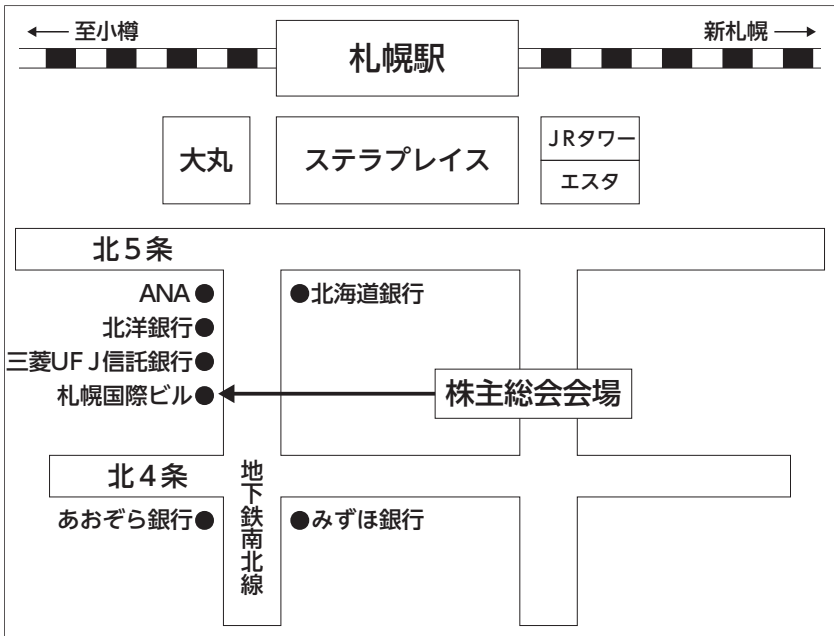 至小樽
札幌駅
新札幌
大丸
ステラプレイス
JRタワー
エスタ
北5条
ANA
北海道銀行
北洋銀行
三菱UFJ信託銀行
札幌国際ビル
株主総会会場
北4条
地下鉄南北線
あおぞら銀行
みずほ銀行